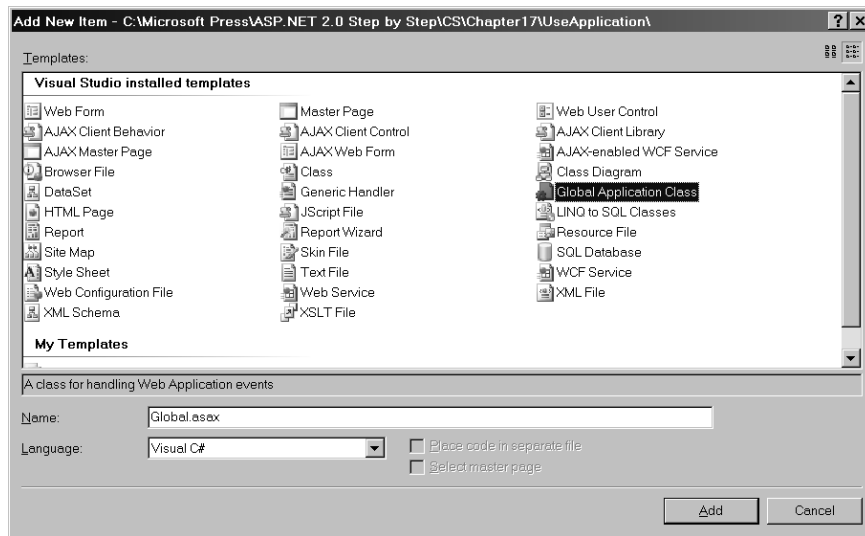 Add New Item - C:\Microsoft Press\ASP.NET 2.0 Step by Step\CS\Chapter17\UseApplication\
Templates:
Visual Studio installed templates
Web Form
Master Page
Web User Control
AJAX Client Behavior
AJAX Client Control
AJAX Client Library
AJAX Master Page
AJAX Web Form
AJAX-enabled WCF Service
Browser File
Class
Class Diagram
DataSet
Generic Handler
Global Application Class
HTML Page
JScript File
LINQ to SQL Classes
Report
Report Wizard
Resource File
Site Map
Skin File
SQL Database
Style Sheet
Text File
WCF Service
Web Configuration File
Web Service
XML File
XML Schema
XSLT File
My Templates
A class for handling Web Application events
Name:
Global.asax
Language:
Visual C#
Place code in separate file
Select master page
Add
Cancel